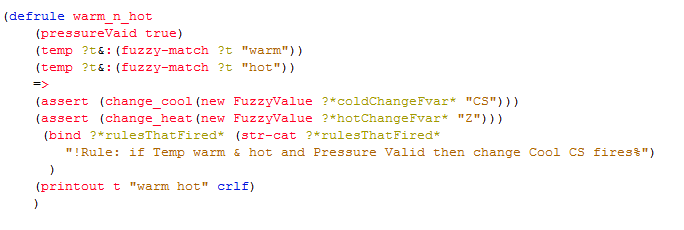 (defrule warm_n_hot
(pressureVaid true)
(temp ?t&:(fuzzy-match ?t "warm"))
(temp ?t&:(fuzzy-match ?t "hot"))
=>
(assert (change_cool(new FuzzyValue ?*coldChangeFvar* "CS")))
(assert (change_heat(new FuzzyValue ?*hotChangeFvar* "Z")))
(bind ?*rulesThatFired* (str-cat ?*rulesThatFired*
"!Rule: if Temp warm & hot and Pressure Valid then change Cool CS fires%")
)
(printout t "warm hot" crlf)
)